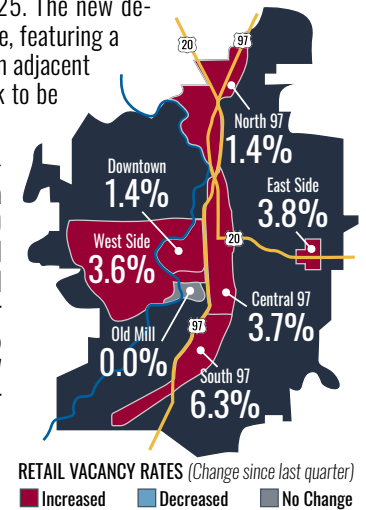 25. The new de-
e, featuring a
n adjacent
k to be
20
97
North 97
1.4%
Downtown
1.4%
East Side
3.8%
West Side
3.6%
20
Central 97
3.7%
Old Mill
0.0%
97
South 97
6.3%
RETAIL VACANCY RATES (Change since last quarter)
Increased Decreased No Change